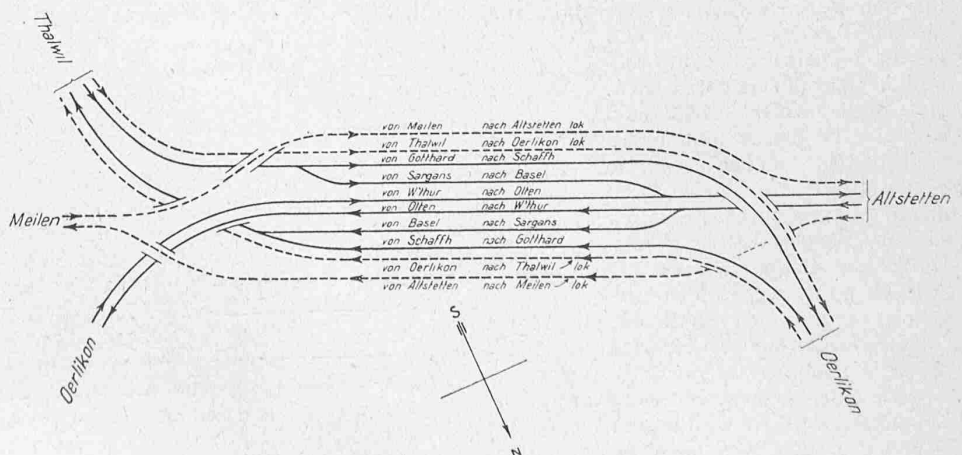 Thalwil
von Meilen nach Altstetten lok
von Thalwil nach Oerlikon lok
von Gotthard nach Schaffh
von Sargans nach Basel
von W'thur nach Olten
von Olten nach W'thur
von Basel nach Sargans
von Schaffh nach Gotthard
von Oerlikon nach Thalwil lok
von Altstetten nach Meilen lok
Meilen
Altstetten
Oerlikon
Oerlikon
S
N